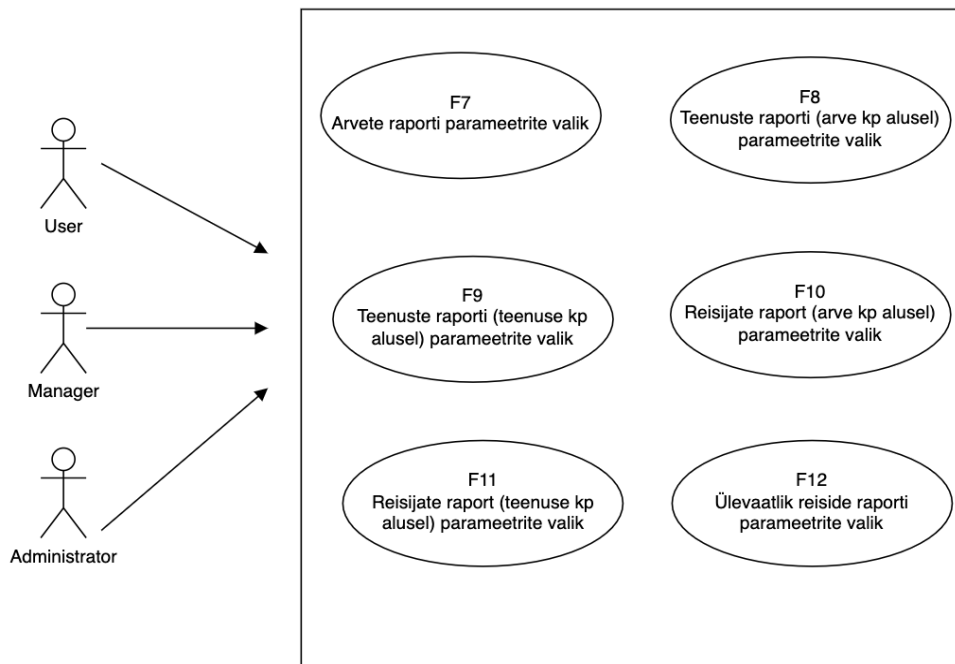 F7
Arvete raporti parameetrite valik
F8
Teenuste raporti (arve kp alusel)
parameetrite valik
User
F9
Teenuste raporti (teenuse kp
alusel) parameetrite valik
F10
Reisijate raport (arve kp alusel)
parameetrite valik
Manager
F11
Reisijate raport (teenuse kp
alusel) parameetrite valik
F12
Ülevaatlik reiside raporti
parameetrite valik
Administrator